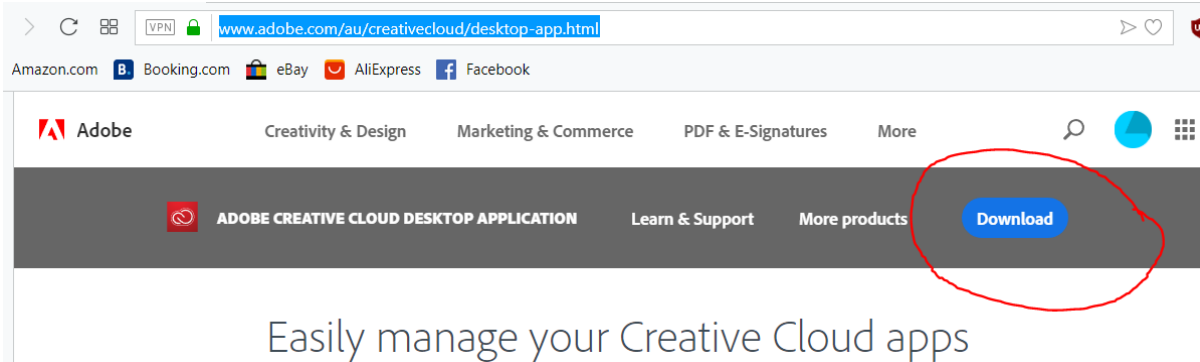 VPN www.adobe.com/au/creativecloud/desktop-app.html
Amazon.com B. Booking.com eBay AliExpress f Facebook
Adobe Creativity & Design Marketing & Commerce PDF & E-Signatures More
ADOBE CREATIVE CLOUD DESKTOP APPLICATION Learn & Support More products Download
Easily manage your Creative Cloud apps